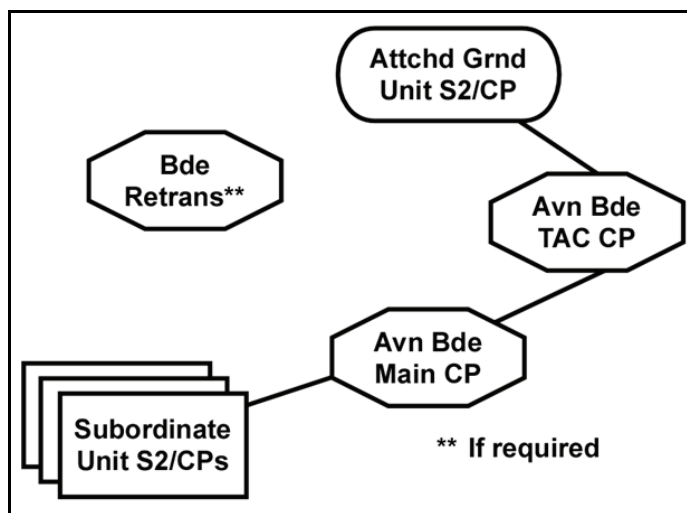 Attchd Grnd
Unit S2/CP
Bde
Retrans**
Avn Bde
TAC CP
Avn Bde
Main CP
Subordinate
Unit S2/CPs
** If required